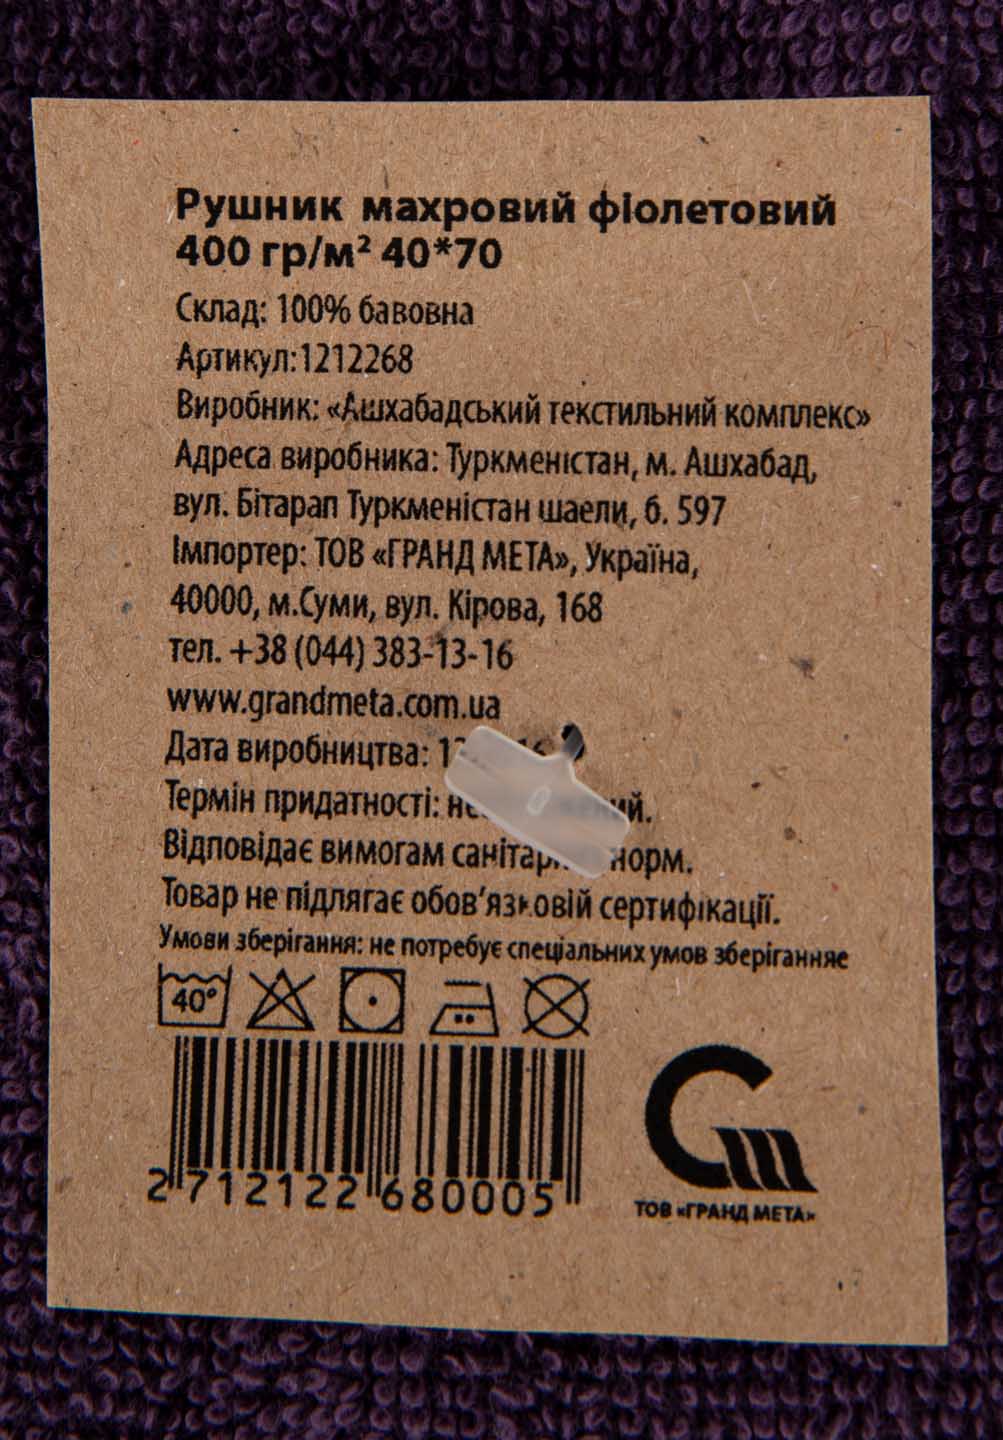 Рушник махровий фіолетовий
400 гр/м² 40*70
Склад: 100% бавовна
Артикул:1212268
Виробник: «Ашхабадський текстильний комплекс»
Адреса виробника: Туркменістан, м. Ашхабад,
вул. Бітарап Туркменістан шаели, б. 597
Імпортер: ТОВ «ГРАНД МЕТА», Україна,
40000, м.Суми, вул. Кірова, 168
тел. +38 (044) 383-13-16
www.grandmeta.com.ua
Дата виробництва:
Термін придатності:
Відповідає вимогам норм.
Товар не підлягає обов'язковій сертифікації.
Умови зберігання: не потребує спеціальних умов зберіганняе
40°
2 712122 680005
ТОВ «ГРАНД МЕТА»